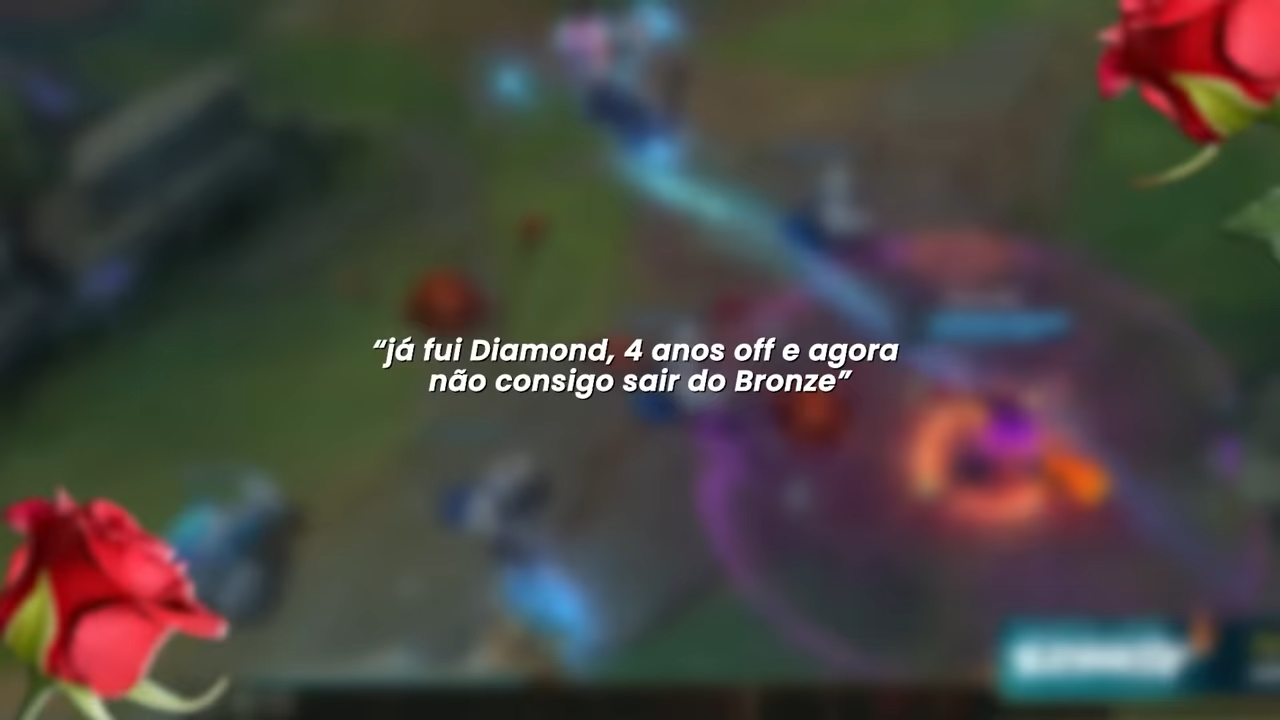 “já fui Diamond, 4 anos off e agora
não consigo sair do Bronze”